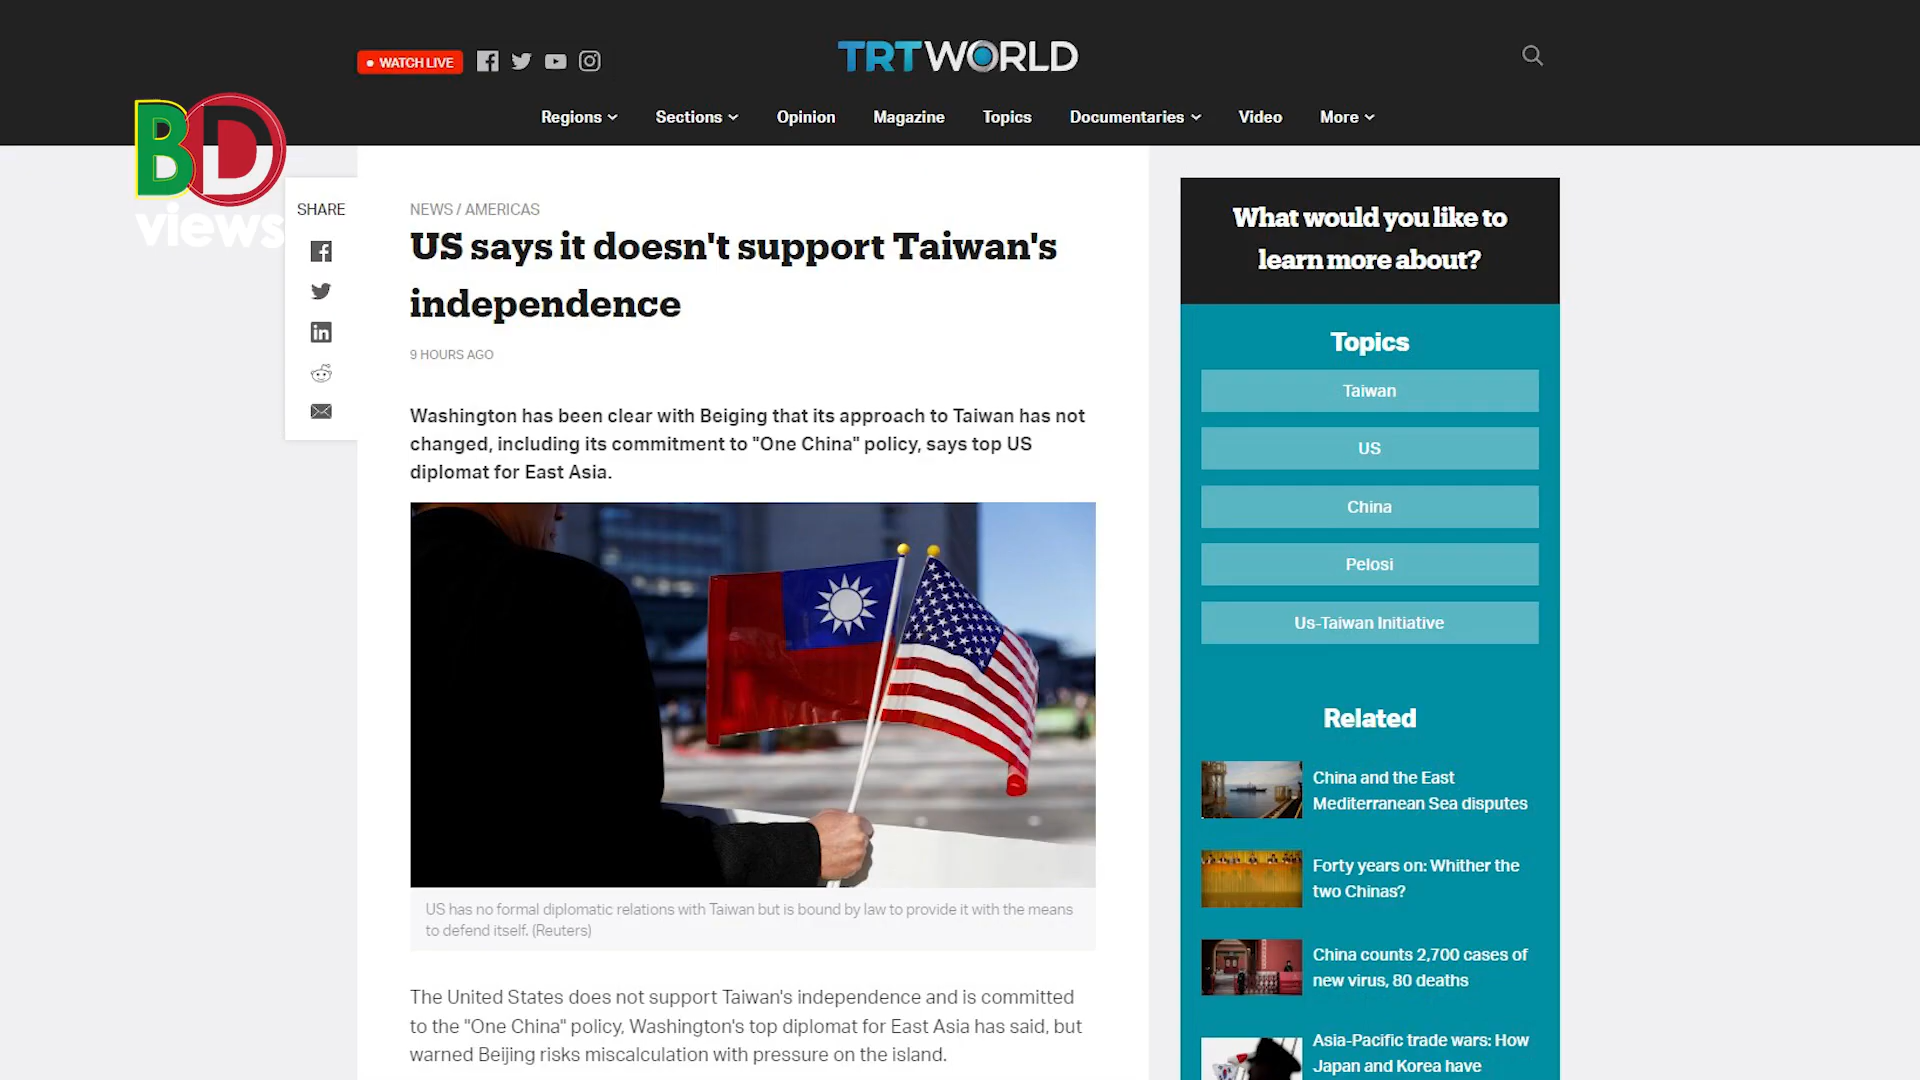 WATCH LIVE
TRTWORLD
Regions
Sections
Opinion
Magazine
Topics
Documentaries
Video
More
BD
views
SHARE
NEWS / AMERICAS
US says it doesn't support Taiwan's
independence
9 HOURS AGO
Washington has been clear with Beiging that its approach to Taiwan has not
changed, including its commitment to "One China" policy, says top US
diplomat for East Asia.
US has no formal diplomatic relations with Taiwan but is bound by law to provide it with the means
to defend itself. (Reuters)
The United States does not support Taiwan's independence and is committed
to the "One China" policy, Washington's top diplomat for East Asia has said, but
warned Beijing risks miscalculation with pressure on the island.
What would you like to
learn more about?
Topics
Taiwan
US
China
Pelosi
Us-Taiwan Initiative
Related
China and the East
Mediterranean Sea disputes
Forty years on: Whither the
two Chinas?
China counts 2,700 cases of
new virus, 80 deaths
Asia-Pacific trade wars: How
Japan and Korea have